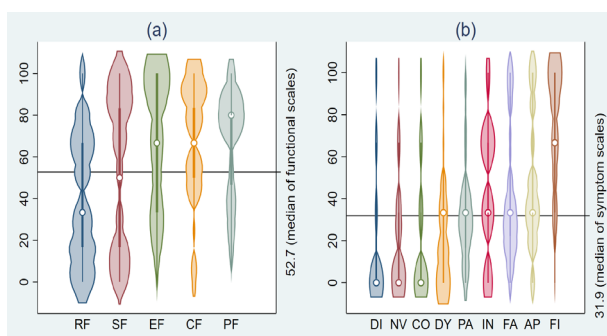 (a)
100
80
60
40
20
0
RF SF EF CF PF
52.7 (median of functional scales)
(b)
100
80
60
40
20
0
DI NV CO DY PA IN FA AP FI
31.9 (median of symptom scales)